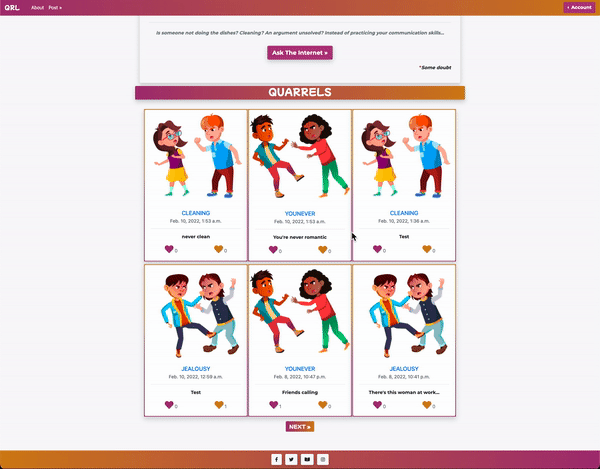 QRL About Post » Account
is someone not doing the dishes? Cleaning? An argument unsolved? Instead of practicing your communication skills...
Ask The Internet »
*Some doubt
QUARRELS
CLEANING
Feb. 10, 2022, 1:53 a.m.
never clean
0 0
YOUNEVER
Feb. 10, 2022, 1:53 a.m.
You're never romantic
0 0
CLEANING
Feb. 10, 2022, 1:36 a.m.
Test
0 0
JEALOUSY
Feb. 10, 2022, 12:59 a.m.
Test
0 1
YOUNEVER
Feb. 8, 2022, 10:47 p.m.
Friends calling
1 0
JEALOUSY
Feb. 8, 2022, 10:41 p.m.
There's this woman at work...
0 0
NEXT »